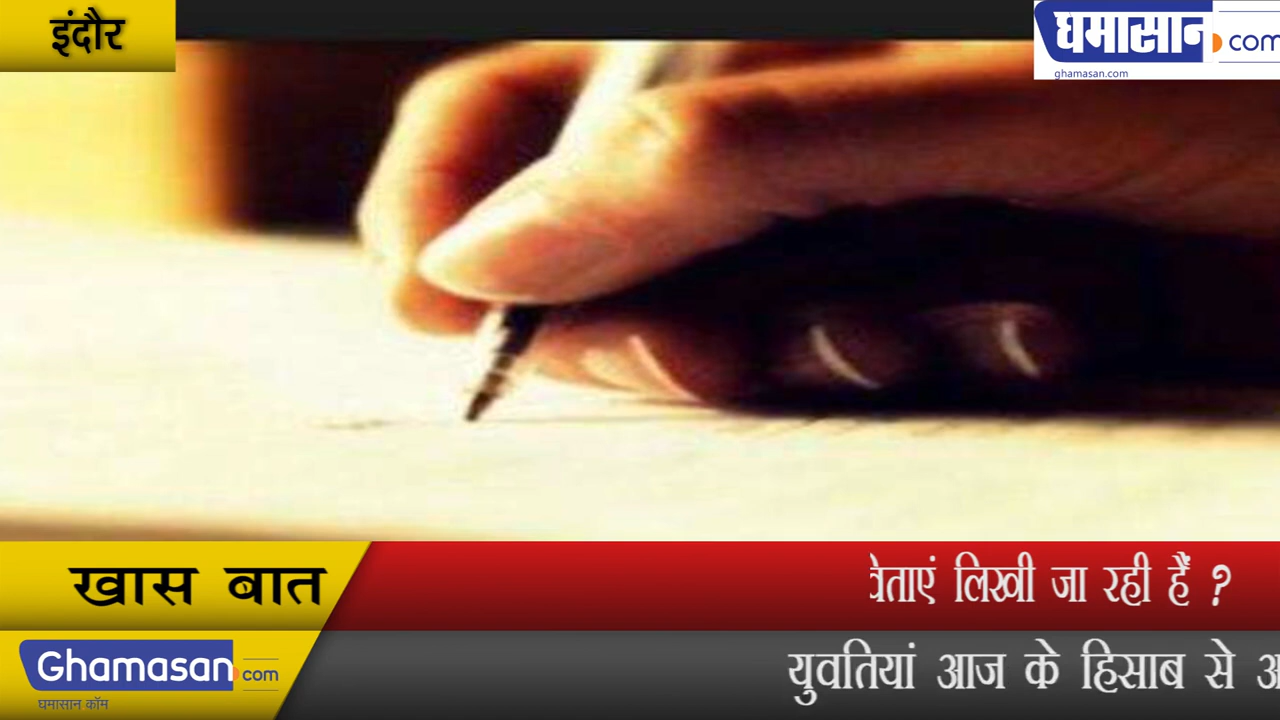 इंदौर
घमासान.com
ghamasan.com
खास बात
लिखी जा रही हैं ?
Ghamasan.com
घमासान कॉम
युवतियां आज के हिसाब से